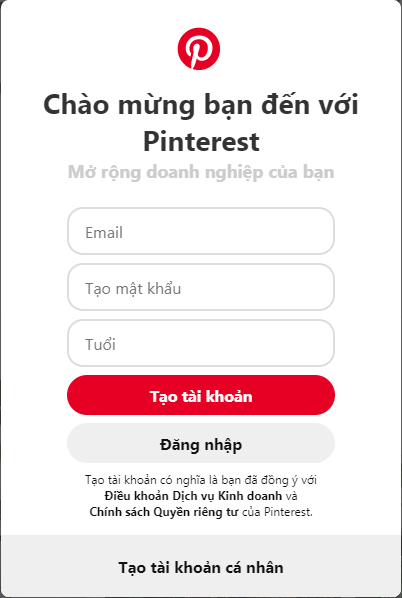 Chào mừng bạn đến với
Pinterest
Mở rộng doanh nghiệp của bạn
Email
Tạo mật khẩu
Tuổi
Tạo tài khoản
Đăng nhập
Tạo tài khoản có nghĩa là bạn đã đồng ý với
Điều khoản Dịch vụ Kinh doanh và
Chính sách Quyền riêng tư của Pinterest.
Tạo tài khoản cá nhân